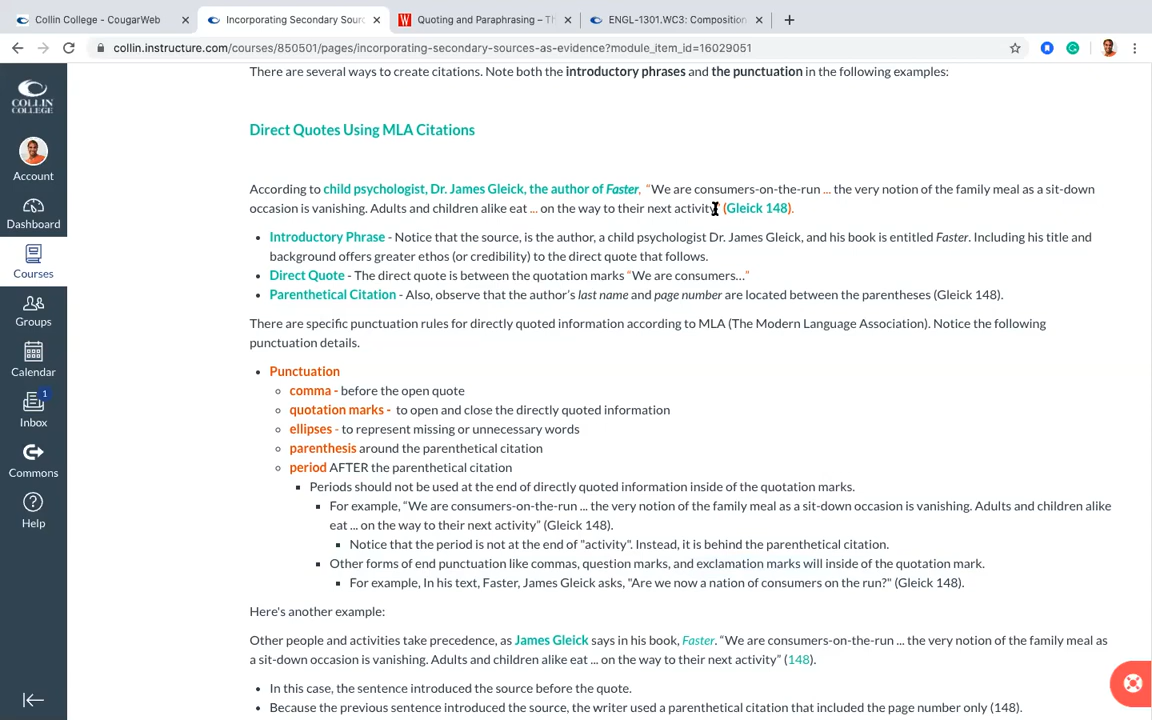 Collin College - CougarWeb
Incorporating Secondary Sour
Quoting and Paraphrasing – Th
ENGL-1301.WC3: Composition
collin.instructure.com/courses/850501/pages/incorporating-secondary-sources-as-evidence?module_item_id=16029051
COLLIN
COLLEGE
Account
Dashboard
Courses
Groups
Calendar
1
Inbox
Commons
Help
There are several ways to create citations. Note both the introductory phrases and the punctuation in the following examples:
Direct Quotes Using MLA Citations
According to child psychologist, Dr. James Gleick, the author of Faster, “We are consumers-on-the-run ... the very notion of the family meal as a sit-down
occasion is vanishing. Adults and children alike eat ... on the way to their next activity” (Gleick 148).
• Introductory Phrase - Notice that the source, is the author, a child psychologist Dr. James Gleick, and his book is entitled Faster. Including his title and
background offers greater ethos (or credibility) to the direct quote that follows.
• Direct Quote - The direct quote is between the quotation marks “We are consumers...”
• Parenthetical Citation - Also, observe that the author's last name and page number are located between the parentheses (Gleick 148).
There are specific punctuation rules for directly quoted information according to MLA (The Modern Language Association). Notice the following
punctuation details.
• Punctuation
◦ comma - before the open quote
◦ quotation marks - to open and close the directly quoted information
◦ ellipses - to represent missing or unnecessary words
◦ parenthesis around the parenthetical citation
◦ period AFTER the parenthetical citation
▪ Periods should not be used at the end of directly quoted information inside of the quotation marks.
▪ For example, “We are consumers-on-the-run ... the very notion of the family meal as a sit-down occasion is vanishing. Adults and children alike
eat ... on the way to their next activity” (Gleick 148).
▪ Notice that the period is not at the end of "activity". Instead, it is behind the parenthetical citation.
▪ Other forms of end punctuation like commas, question marks, and exclamation marks will inside of the quotation mark.
▪ For example, In his text, Faster, James Gleick asks, "Are we now a nation of consumers on the run?" (Gleick 148).
Here's another example:
Other people and activities take precedence, as James Gleick says in his book, Faster. “We are consumers-on-the-run ... the very notion of the family meal as
a sit-down occasion is vanishing. Adults and children alike eat ... on the way to their next activity” (148).
• In this case, the sentence introduced the source before the quote.
• Because the previous sentence introduced the source, the writer used a parenthetical citation that included the page number only (148).